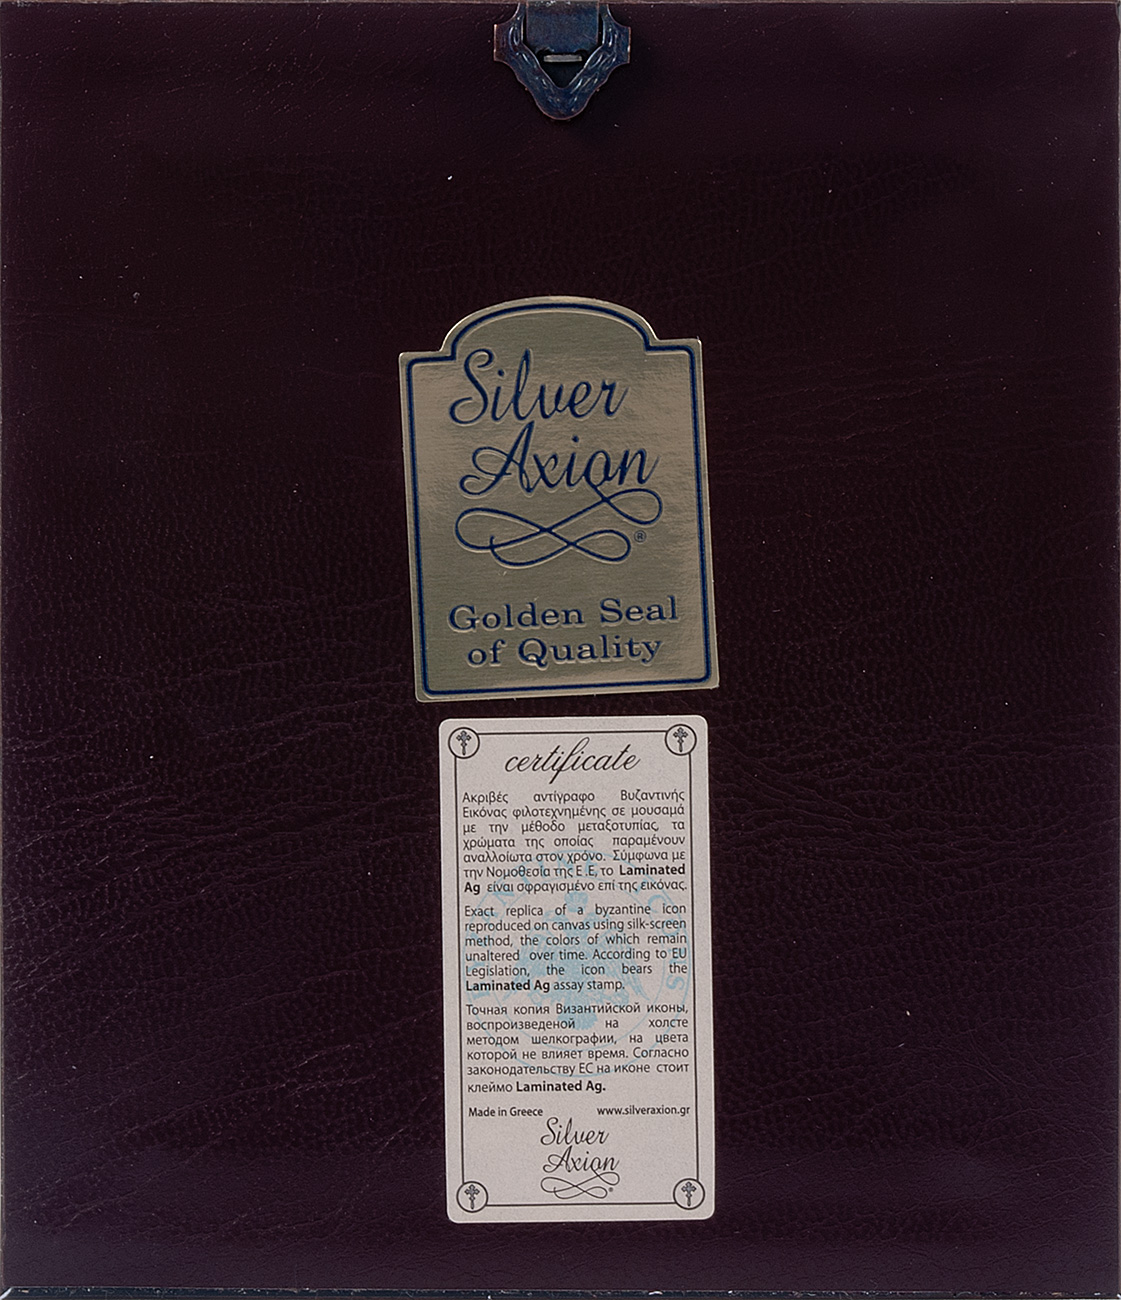 Silver
Axion
®
Golden Seal
of Quality
certificate
Ακριβές αντίγραφο Βυζαντινής
Εικόνας φιλοτεχνημένης σε μουσαμά
με την μέθοδο μεταξοτυπίας, τα
χρώματα της οποίας παραμένουν
αναλλοίωτα στον χρόνο. Σύμφωνα με
την Νομοθεσία της Ε.Ε, το Laminated
Ag είναι σφραγισμένο επί της εικόνας.
Exact replica of a byzantine icon
reproduced on canvas using silk-screen
method, the colors of which remain
unaltered over time. According to EU
Legislation, the icon bears the
Laminated Ag assay stamp.
Точная копия Византийской иконы,
воспроизведеной на холсте
методом шелкографии, на цвета
которой не влияет время. Согласно
законодательству ЕС на иконе стоит
клеймо Laminated Ag.
Made in Greece www.silveraxion.gr
Silver
Axion
®